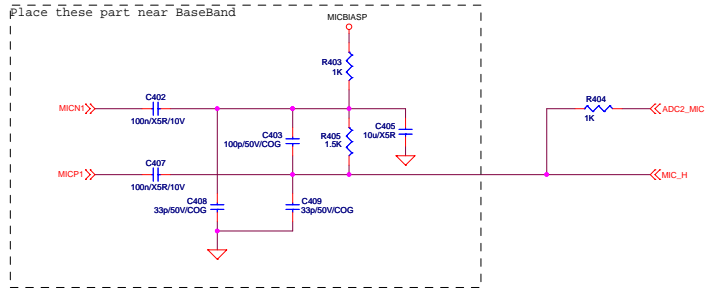 Place these part near BaseBand
MICBIASP
R403
1K
C402
MICN1
100n/X5R/10V
C403
100p/50V/COG
R405
1.5K
C405
10u/X5R
R404
1K
ADC2_MIC
C407
MICP1
100n/X5R/10V
MIC_H
C408
33p/50V/COG
C409
33p/50V/COG